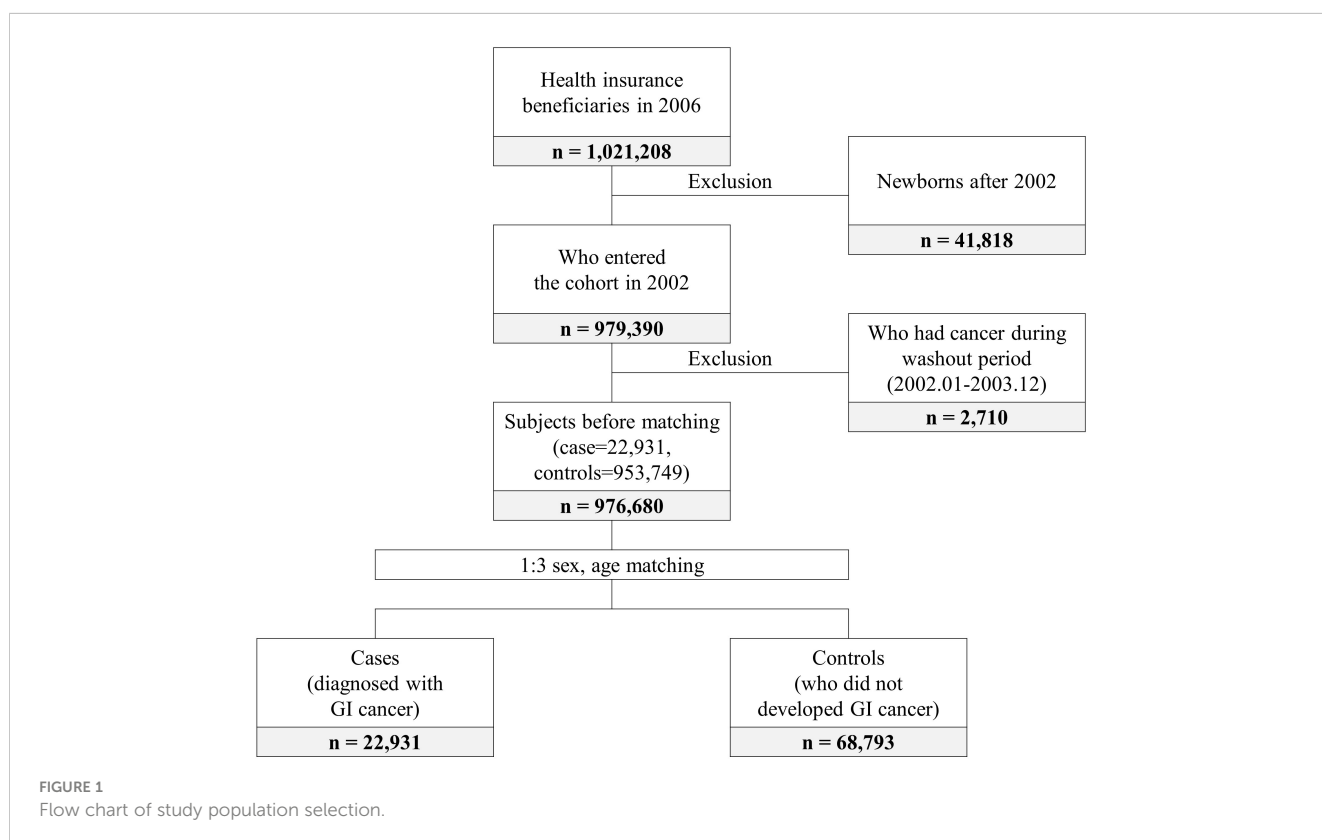 Health insurance
beneficiaries in 2006
n = 1,021,208
Exclusion
Newborns after 2002
n = 41,818
Who entered
the cohort in 2002
n = 979,390
Exclusion
Who had cancer during
washout period
(2002.01-2003.12)
n = 2,710
Subjects before matching
(case=22,931,
controls=953,749)
n = 976,680
1:3 sex, age matching
Cases
(diagnosed with
GI cancer)
n = 22,931
Controls
(who did not
developed GI cancer)
n = 68,793
FIGURE 1
Flow chart of study population selection.